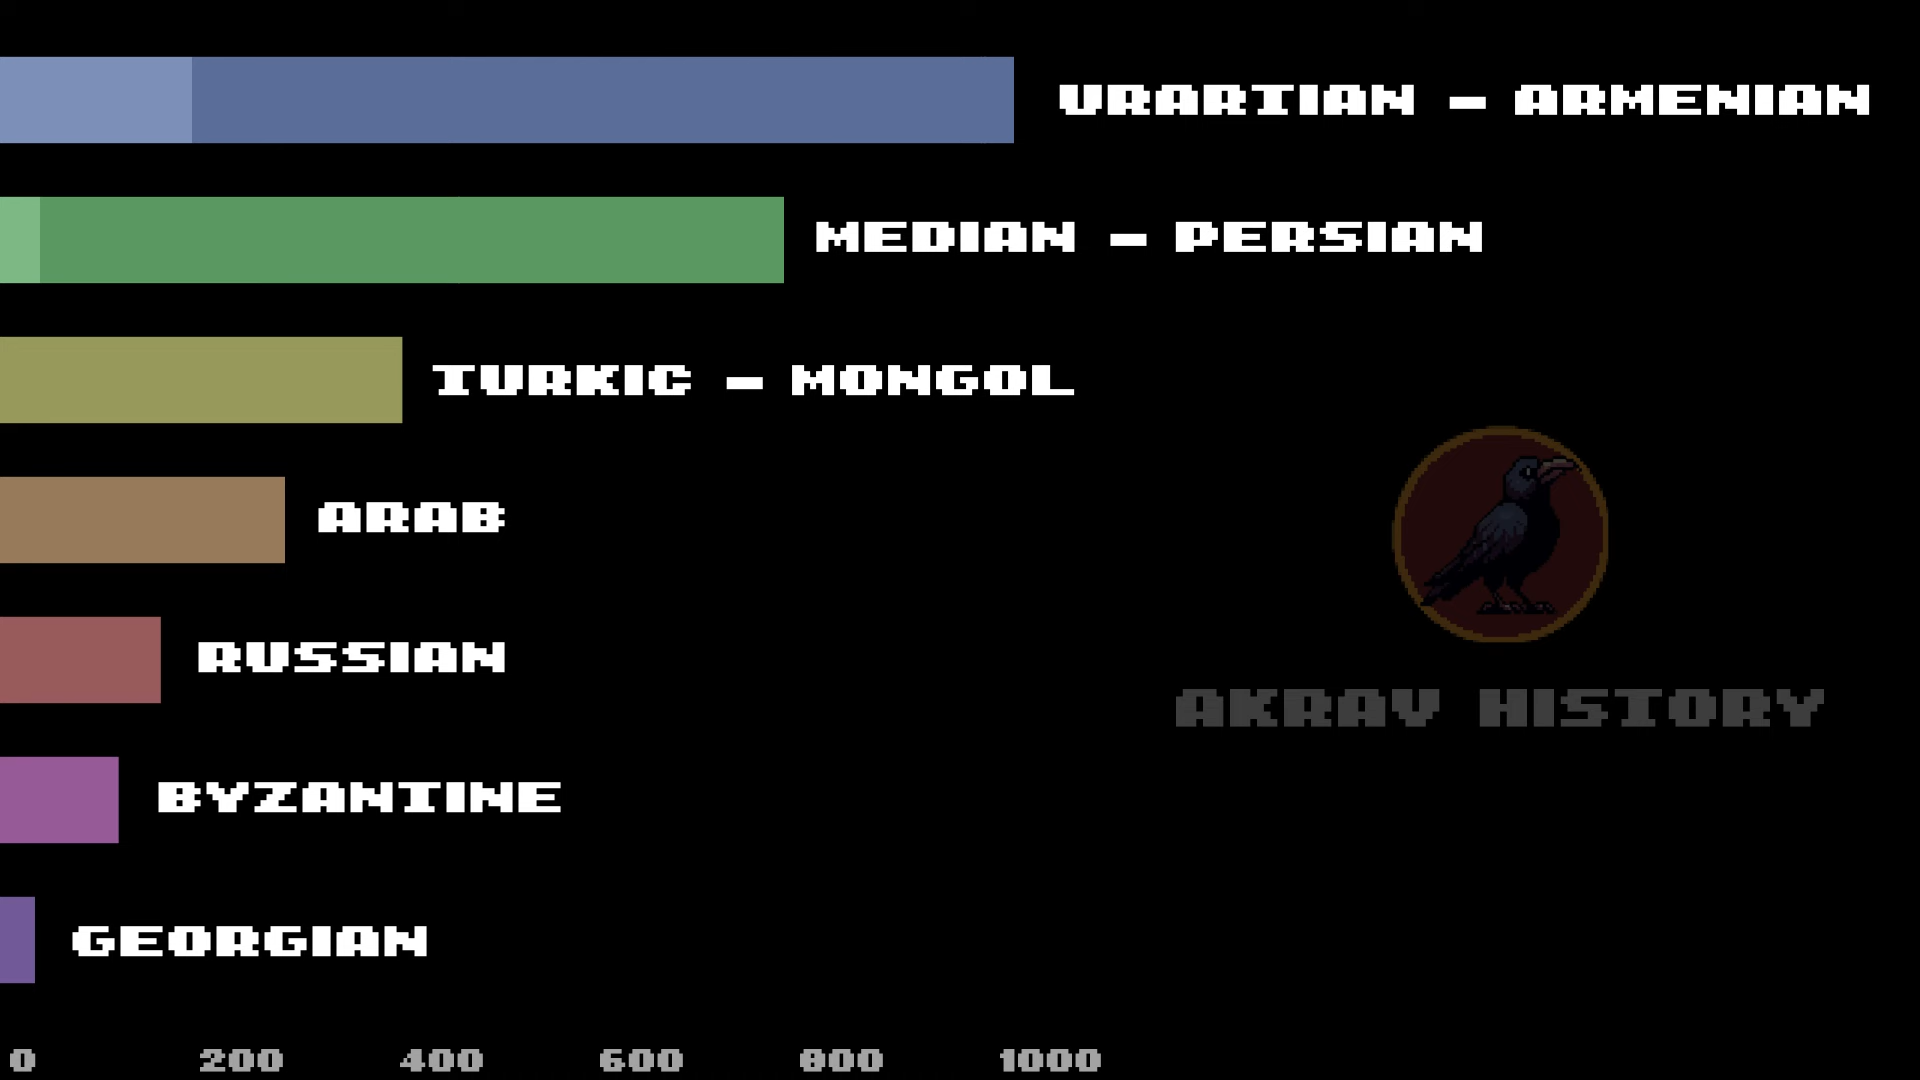 URARTIAN - ARMENIAN
MEDIAN - PERSIAN
TURKIC - MONGOL
ARAB
RUSSIAN
AKRAV HISTORY
BYZANTINE
GEORGIAN
0 200 400 600 800 1000